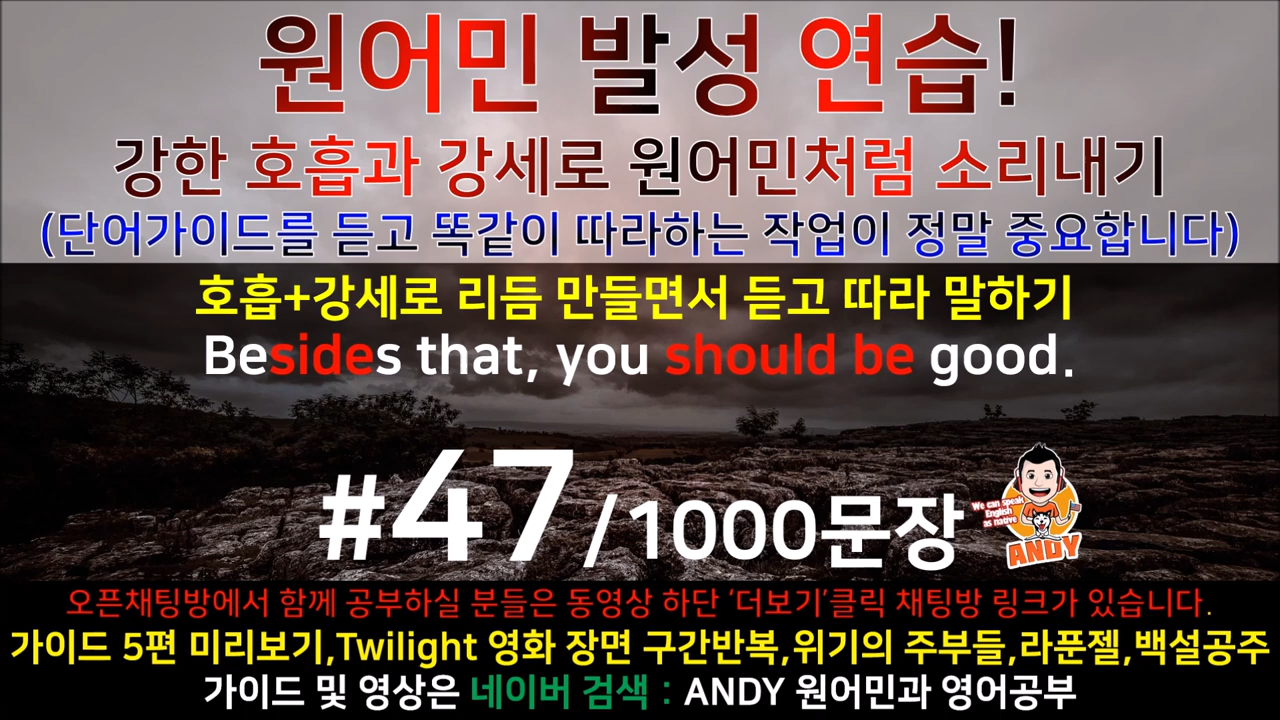 원어민 발성 연습!
강한 호흡과 강세로 원어민처럼 소리내기
(단어가이드를 듣고 똑같이 따라하는 작업이 정말 중요합니다)
호흡+강세로 리듬 만들면서 듣고 따라 말하기
Besides that, you should be good.
#47/1000문장
We can speak
English
as native
ANDY
오픈채팅방에서 함께 공부하실 분들은 동영상 하단 '더보기'클릭 채팅방 링크가 있습니다.
가이드 5편 미리보기,Twilight 영화 장면 구간반복,위기의 주부들,라푼젤,백설공주
가이드 및 영상은 네이버 검색 : ANDY 원어민과 영어공부